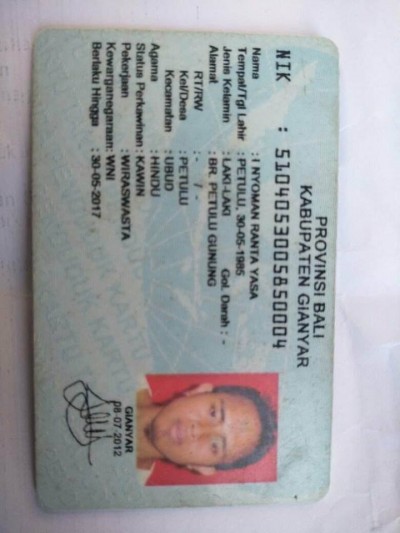 PROVINSI BALI
KABUPATEN GIANYAR
NIK : 5104053005850004
Nama : I NYOMAN RANTA YASA
Tempat/Tgl Lahir : PETULU, 30-05-1985
Jenis Kelamin : LAKI-LAKI Gol. Darah : -
Alamat : BR. PETULU GUNUNG
RT/RW : - / -
Kel/Desa : PETULU
Kecamatan : UBUD
Agama : HINDU
Status Perkawinan : KAWIN
Pekerjaan : WIRASWASTA
Kewarganegaraan: WNI
Berlaku Hingga : 30-05-2017
GIANYAR
08-07-2012